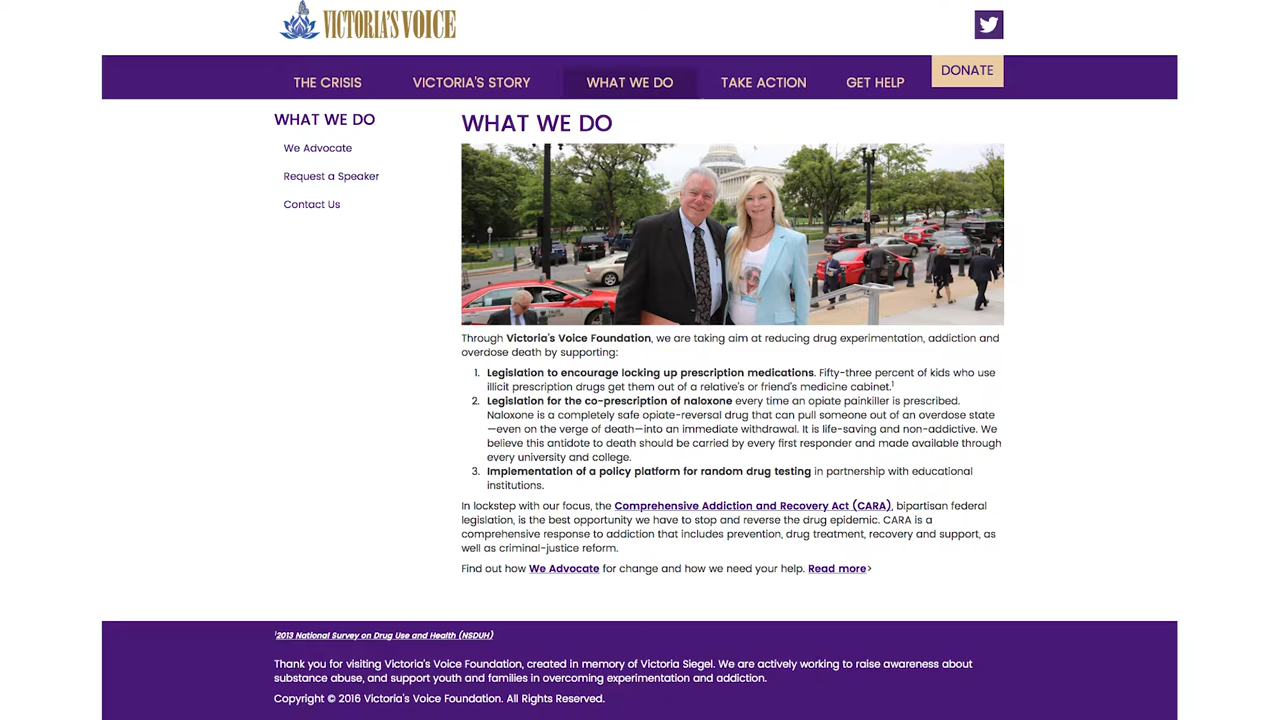 VICTORIA'S VOICE
THE CRISIS
VICTORIA'S STORY
WHAT WE DO
TAKE ACTION
GET HELP
DONATE
WHAT WE DO
We Advocate
Request a Speaker
Contact Us
WHAT WE DO
Through Victoria's Voice Foundation, we are taking aim at reducing drug experimentation, addiction and
overdose death by supporting:
1. Legislation to encourage locking up prescription medications. Fifty-three percent of kids who use
illicit prescription drugs get them out of a relative's or friend's medicine cabinet.¹
2. Legislation for the co-prescription of naloxone every time an opiate painkiller is prescribed.
Naloxone is a completely safe opiate-reversal drug that can pull someone out of an overdose state
—even on the verge of death—into an immediate withdrawal. It is life-saving and non-addictive. We
believe this antidote to death should be carried by every first responder and made available through
every university and college.
3. Implementation of a policy platform for random drug testing in partnership with educational
institutions.
In lockstep with our focus, the Comprehensive Addiction and Recovery Act (CARA), bipartisan federal
legislation, is the best opportunity we have to stop and reverse the drug epidemic. CARA is a
comprehensive response to addiction that includes prevention, drug treatment, recovery and support, as
well as criminal-justice reform.
Find out how We Advocate for change and how we need your help. Read more>
¹2013 National Survey on Drug Use and Health (NSDUH)
Thank you for visiting Victoria's Voice Foundation, created in memory of Victoria Siegel. We are actively working to raise awareness about
substance abuse, and support youth and families in overcoming experimentation and addiction.
Copyright © 2016 Victoria's Voice Foundation. All Rights Reserved.